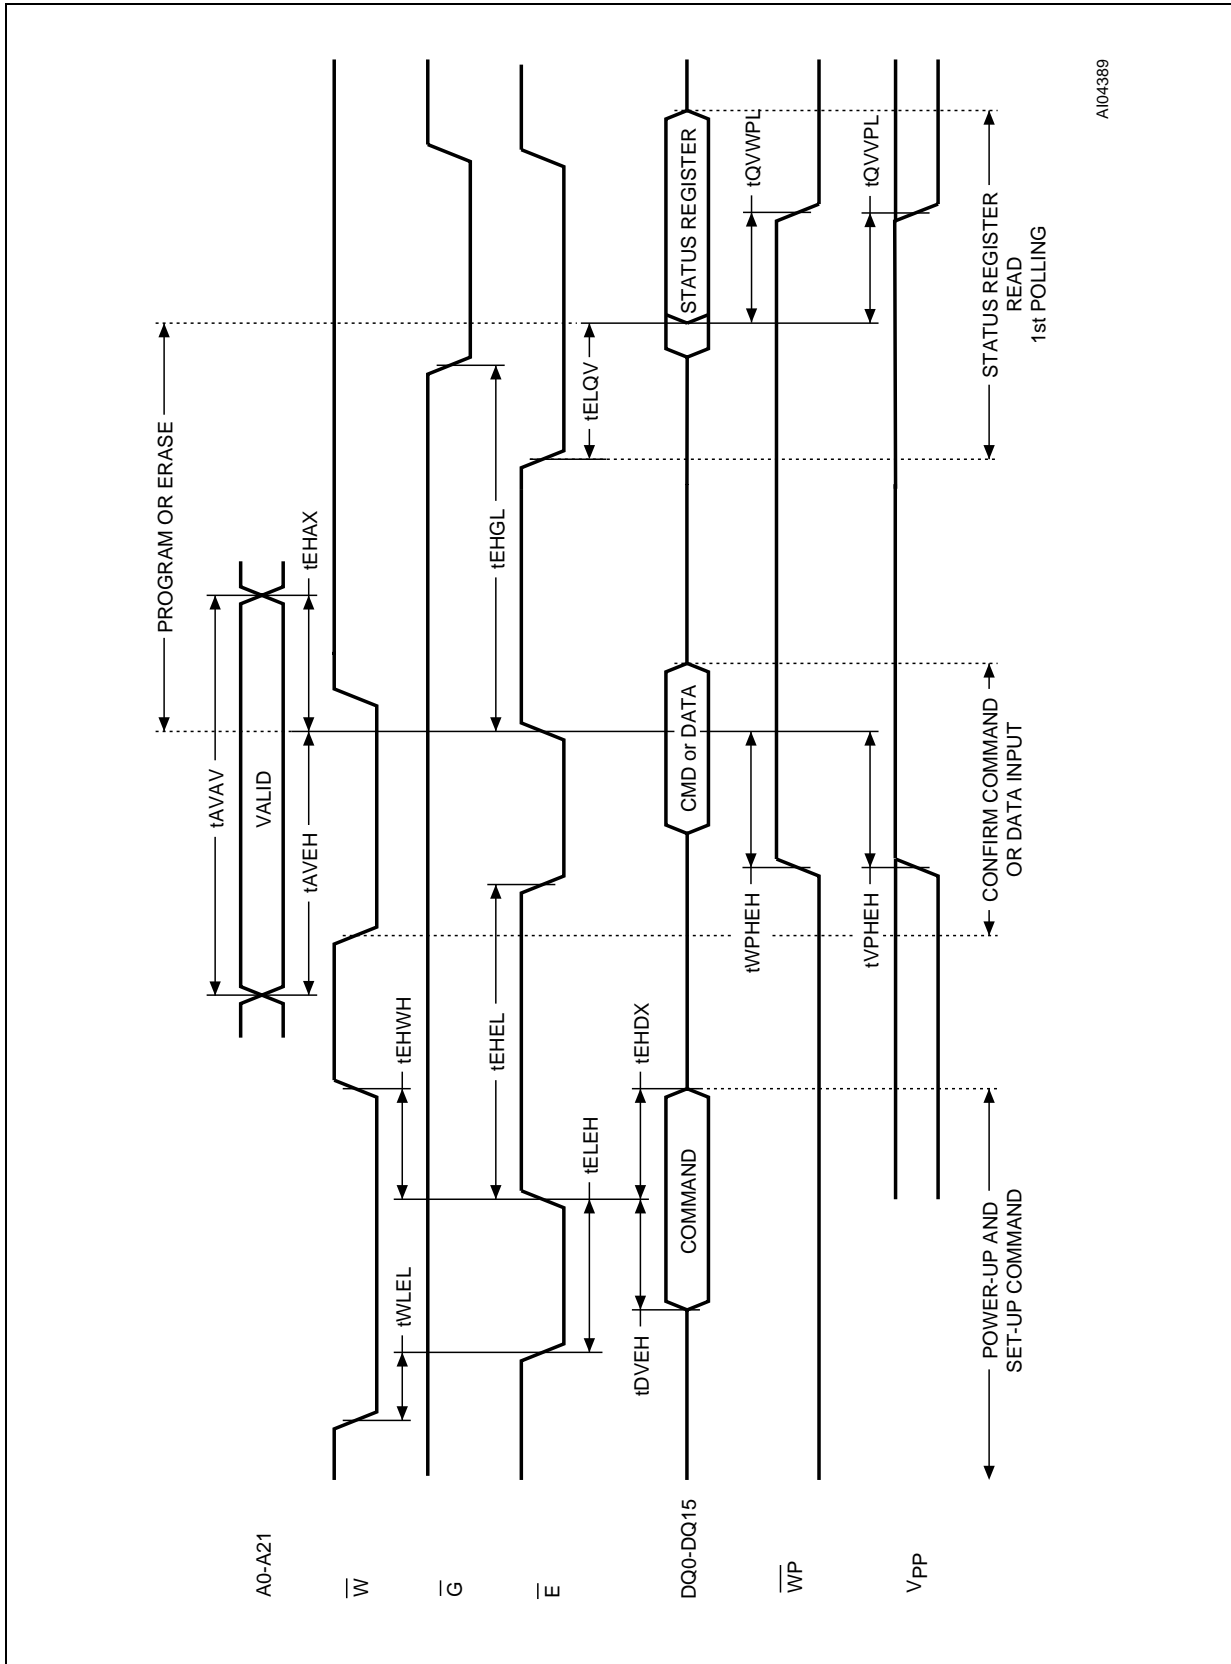 A0-A21
VALID
tAVAV
tAVEH
tEHAX
PROGRAM OR ERASE
W
tWLEL
tEHWH
G
tEHEL
tEHGL
E
tELEH
tELQV
tDVEH
tEHDX
DQ0-DQ15
COMMAND
CMD or DATA
STATUS REGISTER
tWPHEH
tQVWPL
WP
tVPHEH
tQVVPL
VPP
POWER-UP AND
SET-UP COMMAND
CONFIRM COMMAND
OR DATA INPUT
STATUS REGISTER
READ
1st POLLING
AI04389